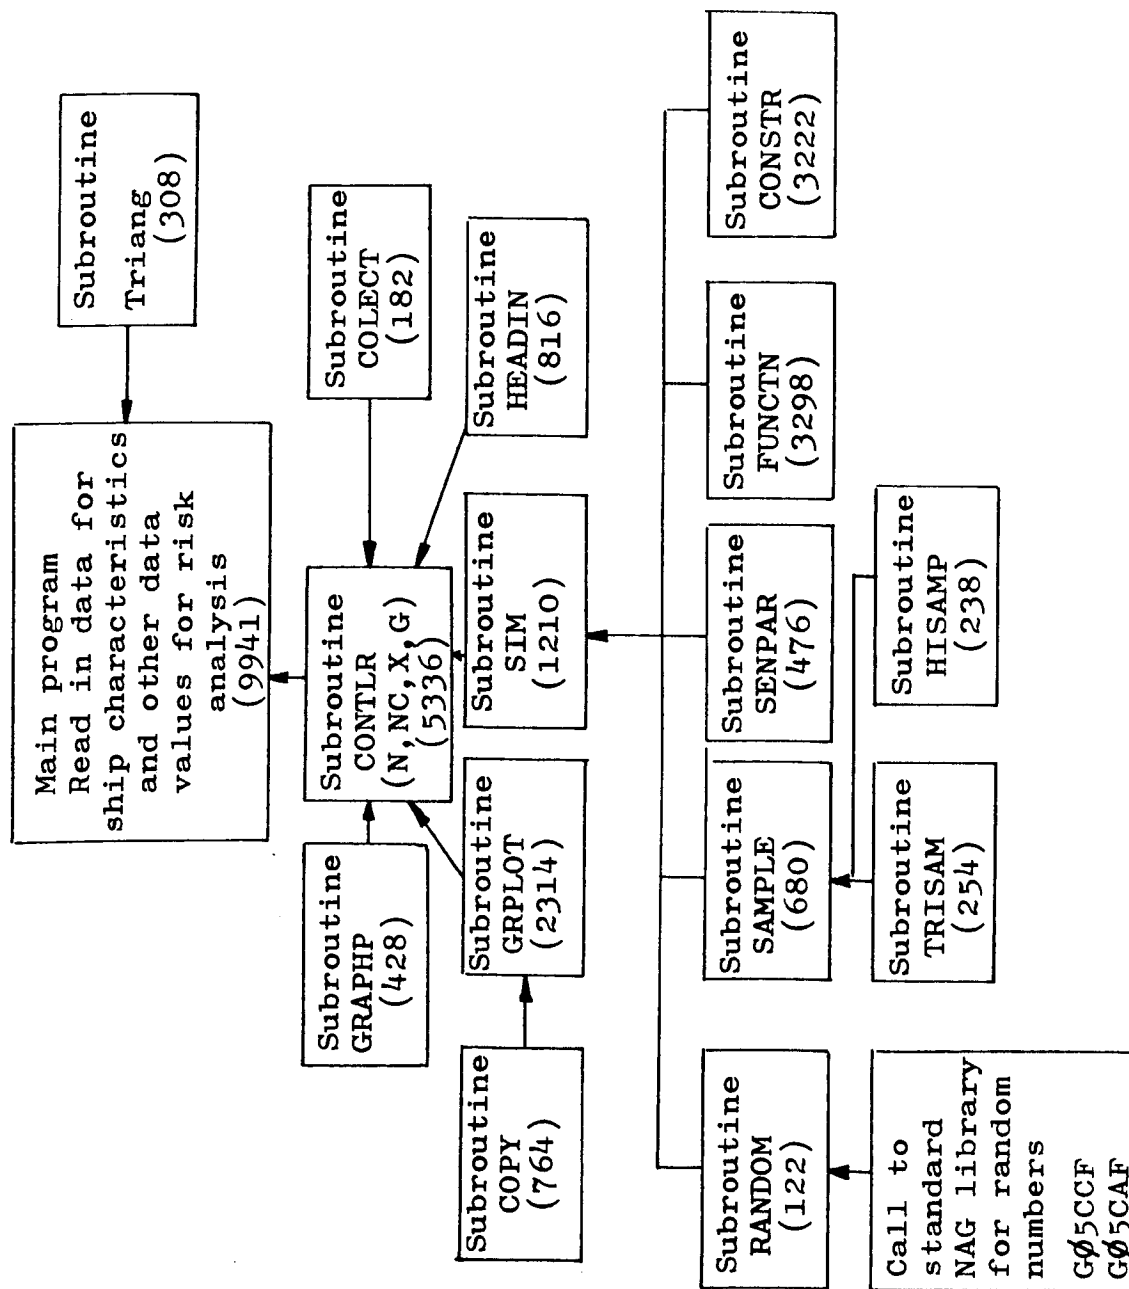 Main program
Read in data for
ship characteristics
and other data
values for risk
analysis
(9941)
Subroutine
Triang
(308)
Subroutine
GRAPHP
(428)
Subroutine
CONTLR
(N,NC,X,G)
(5336)
Subroutine
COLECT
(182)
Subroutine
COPY
(764)
Subroutine
GRPLOT
(2314)
Subroutine
SIM
(1210)
Subroutine
HEADIN
(816)
Subroutine
RANDOM
(122)
Subroutine
SAMPLE
(680)
Subroutine
SENPAR
(476)
Subroutine
FUNCTN
(3298)
Subroutine
CONSTR
(3222)
Call to
standard
NAG library
for random
numbers
GØ5CCF
GØ5CAF
Subroutine
TRISAM
(254)
Subroutine
HISAMP
(238)